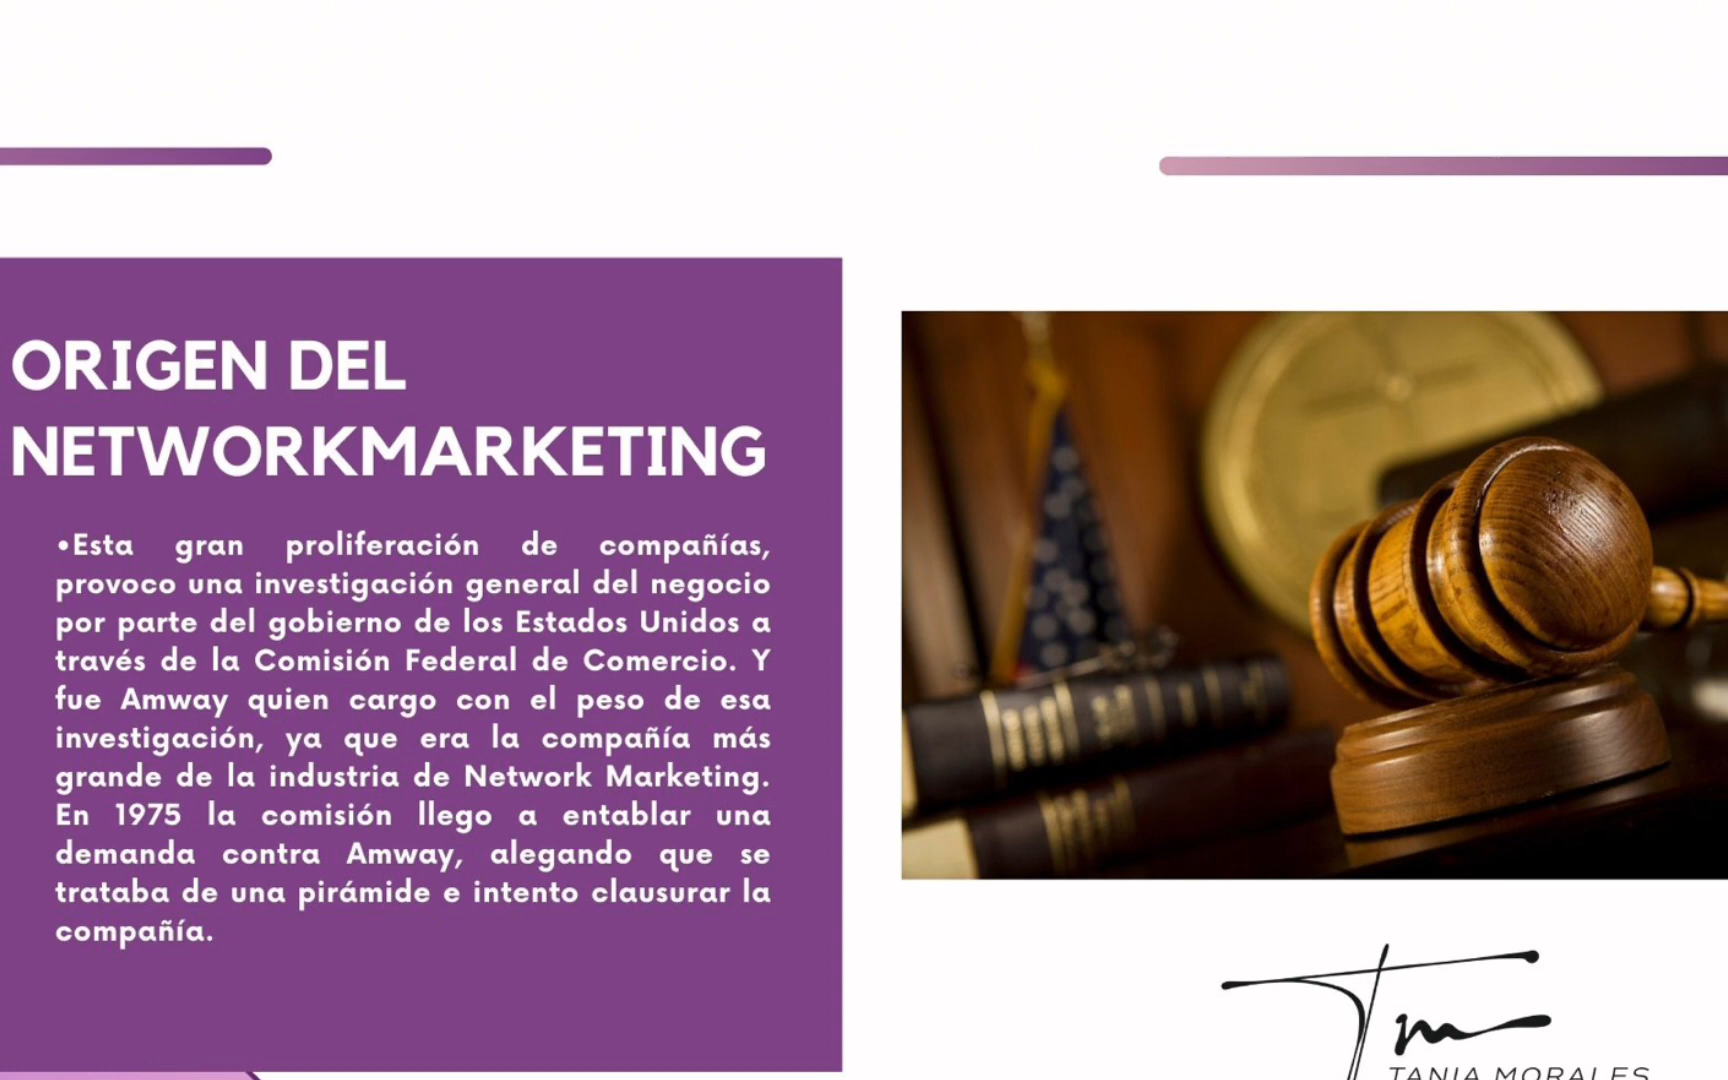 ORIGEN DEL
NETWORKMARKETING
•Esta gran proliferación de compañías,
provoco una investigación general del negocio
por parte del gobierno de los Estados Unidos a
través de la Comisión Federal de Comercio. Y
fue Amway quien cargo con el peso de esa
investigación, ya que era la compañía más
grande de la industria de Network Marketing.
En 1975 la comisión llego a entablar una
demanda contra Amway, alegando que se
trataba de una pirámide e intento clausurar la
compañía.
Tm
TANIA MORALES